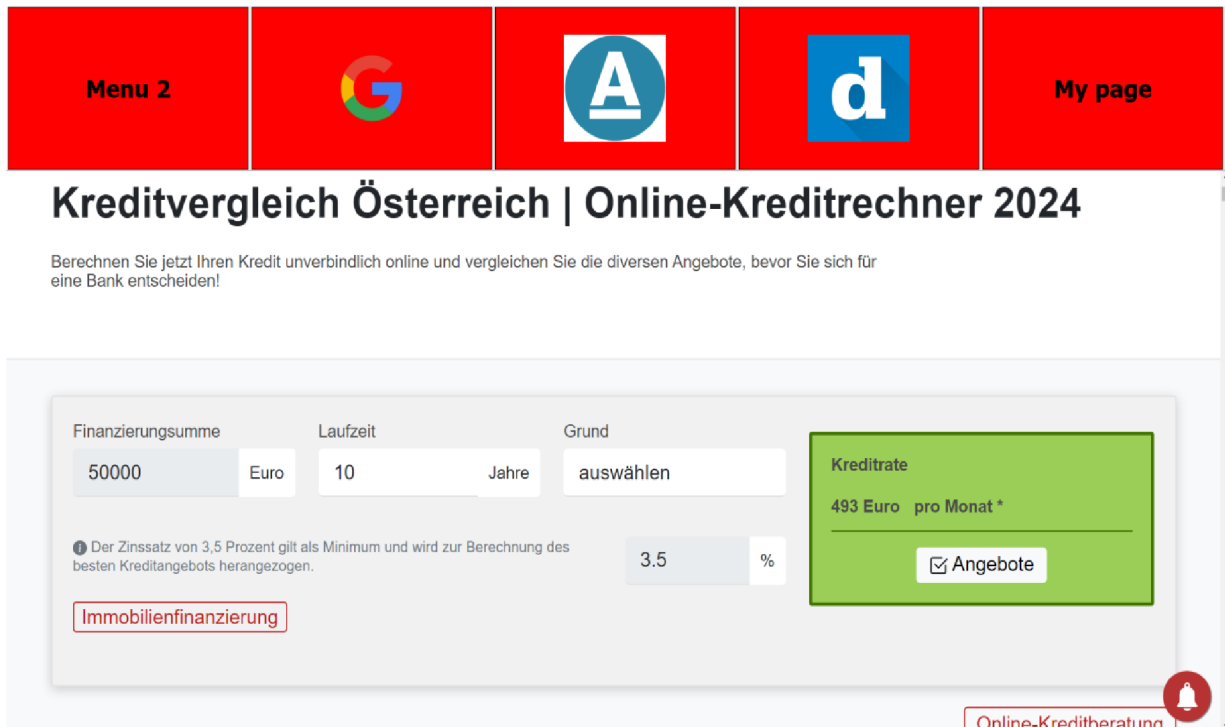 Menu 2
My page
Kreditvergleich Österreich | Online-Kreditrechner 2024
Berechnen Sie jetzt Ihren Kredit unverbindlich online und vergleichen Sie die diversen Angebote, bevor Sie sich für
eine Bank entscheiden!
Finanzierungsumme
50000 Euro
Laufzeit
10 Jahre
Grund
auswählen
Der Zinssatz von 3,5 Prozent gilt als Minimum und wird zur Berechnung des
besten Kreditangebots herangezogen.
3.5 %
Immobilienfinanzierung
Kreditrate
493 Euro pro Monat *
Angebote
Online-Kreditberatung